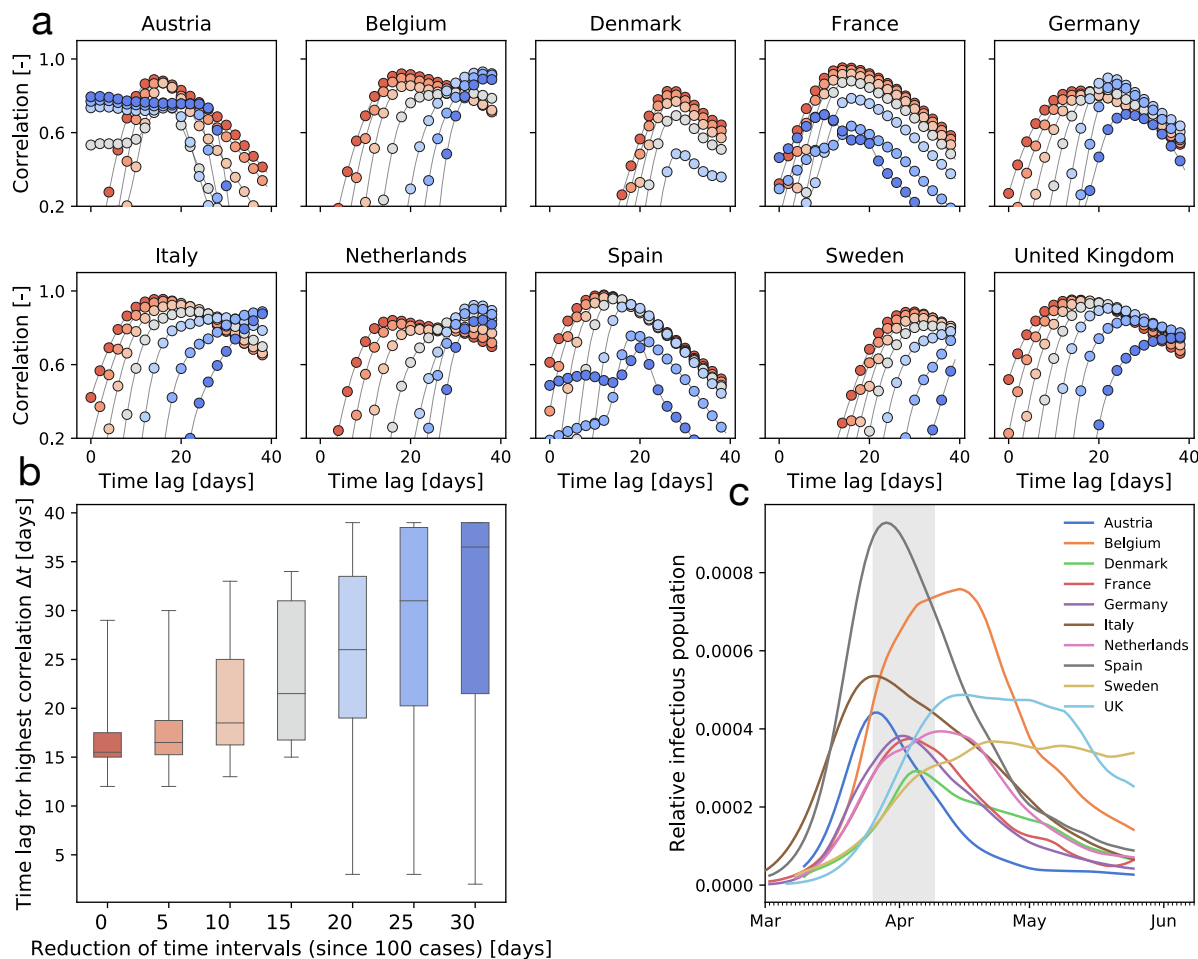 a
Austria Belgium Denmark France Germany
Correlation [-]
1.0
0.6
0.2
Italy Netherlands Spain Sweden United Kingdom
Correlation [-]
1.0
0.6
0.2
0 20 40 0 20 40 0 20 40 0 20 40 0 20 40
Time lag [days] Time lag [days] Time lag [days] Time lag [days]
b
Time lag for highest correlation Δt [days]
40
35
30
25
20
15
10
5
0 5 10 15 20 25 30
Reduction of time intervals (since 100 cases) [days]
c
Relative infectious population
0.0008
0.0006
0.0004
0.0002
0.0000
Mar Apr May Jun
Austria
Belgium
Denmark
France
Germany
Italy
Netherlands
Spain
Sweden
UK